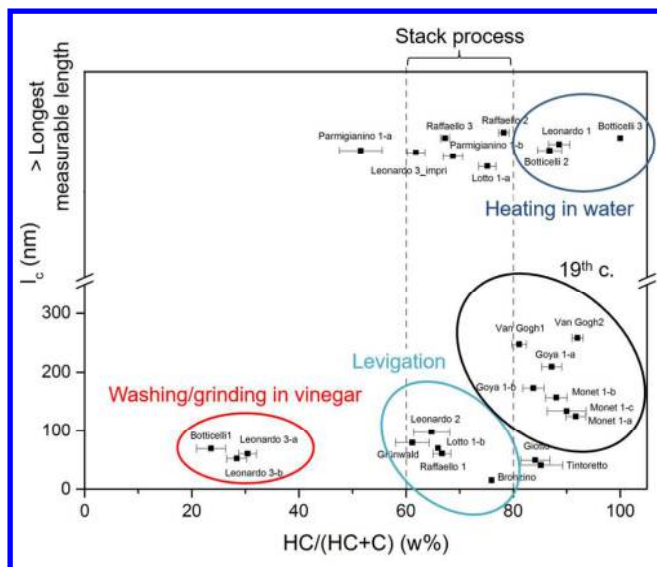 Stack process
> Longest
measurable length
Raffaello 2
Raffaello 3
Leonardo 1
Botticelli 3
Parmigianino 1-a
Parmigianino 1-b
Botticelli 2
Leonardo 3_impri
Lotto 1-a
Heating in water
lc (nm)
19th c.
300
Van Gogh1
Van Gogh2
Levigation
Goya 1-a
200
Washing/grinding in vinegar
Goya 1-b
Monet 1-b
Leonardo 2
Monet 1-c
100
Monet 1-a
Botticelli1
Leonardo 3-a
Lotto 1-b
Grünwald
Giotto
Raffaello 1
Tintoretto
Leonardo 3-b
Bronzino
0
0
20
40
60
80
100
HC/(HC+C) (w%)